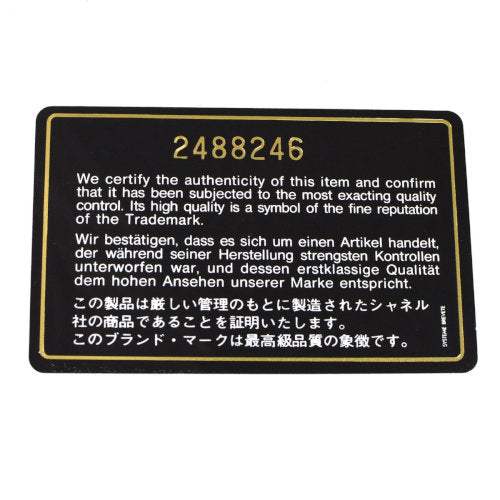 2488246
We certify the authenticity of this item and confirm
that it has been subjected to the most exacting quality
control. Its high quality is a symbol of the fine reputation
of the Trademark.
Wir bestätigen, dass es sich um einen Artikel handelt,
der während seiner Herstellung strengsten Kontrollen
unterworfen war, und dessen erstklassige Qualität
dem hohen Ansehen unserer Marke entspricht.
この製品は厳しい管理のもとに製造されたシャネル
社の商品であることを証明いたします。
このブランド・マークは最高級品質の象徴です。
SYSTEME BREVETE